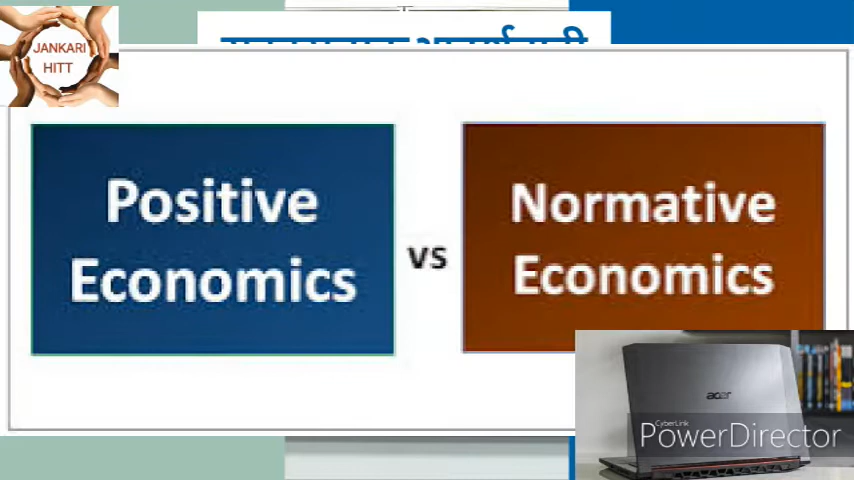 JANKARI
HITT
Positive
Economics
vs
Normative
Economics
acer
CyberLink
PowerDirector